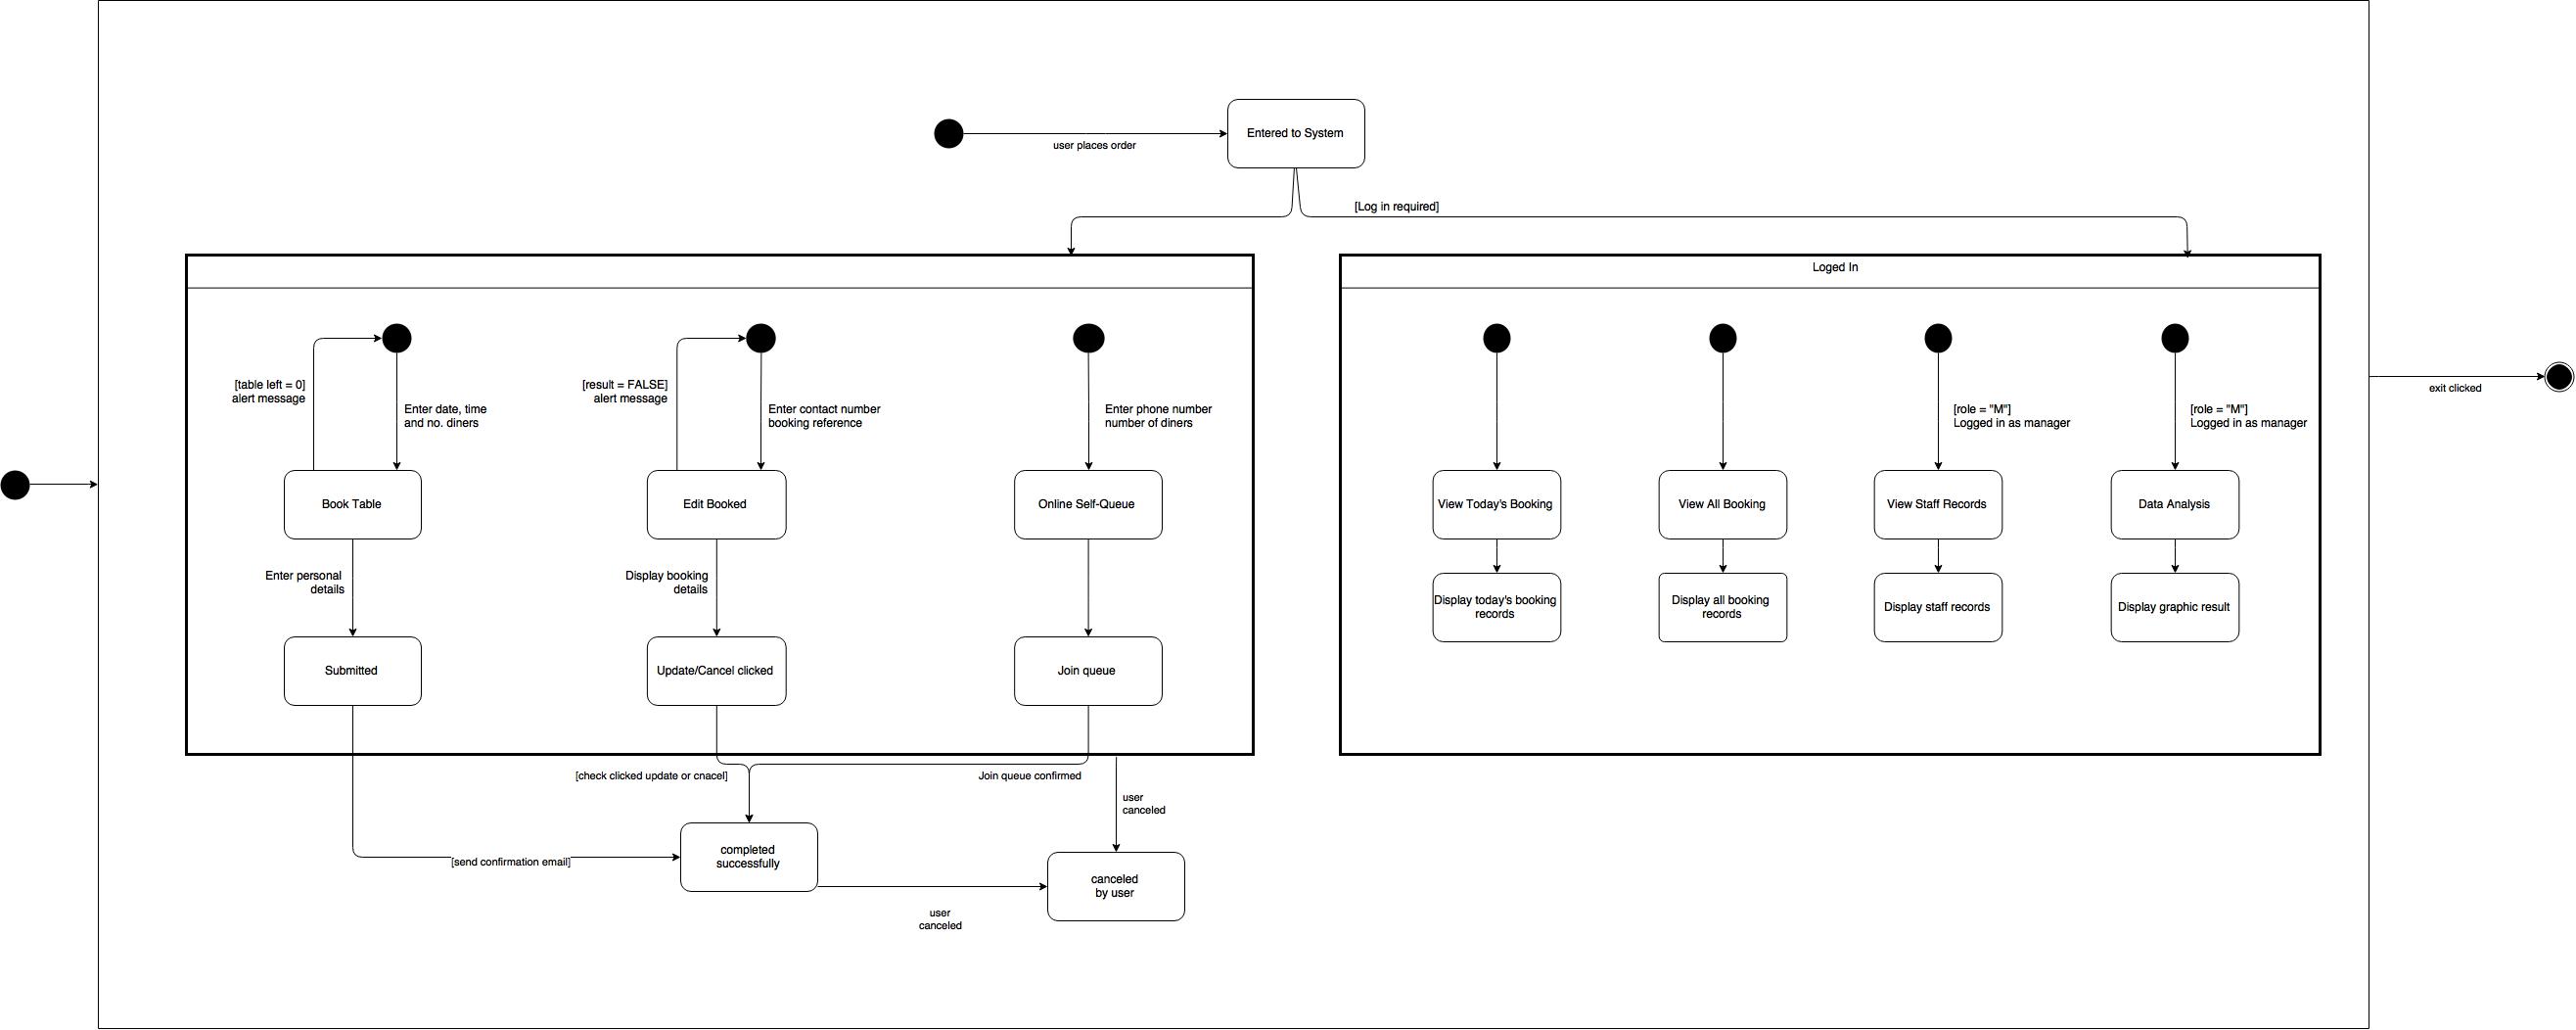 Entered to System
user places order
[Log in required]
Loged In
[table left = 0]
alert message
Enter date, time
and no. diners
[result = FALSE]
alert message
Enter contact number
booking reference
Enter phone number
number of diners
[role = "M"]
Logged in as manager
[role = "M"]
Logged in as manager
exit clicked
Book Table
Edit Booked
Online Self-Queue
View Today's Booking
View All Booking
View Staff Records
Data Analysis
Enter personal
details
Display booking
details
Display today's booking
records
Display all booking
records
Display staff records
Display graphic result
Submitted
Update/Cancel clicked
Join queue
[check clicked update or cnacel]
Join queue confirmed
user
canceled
[send confirmation email]
completed
successfully
canceled
by user
user
canceled